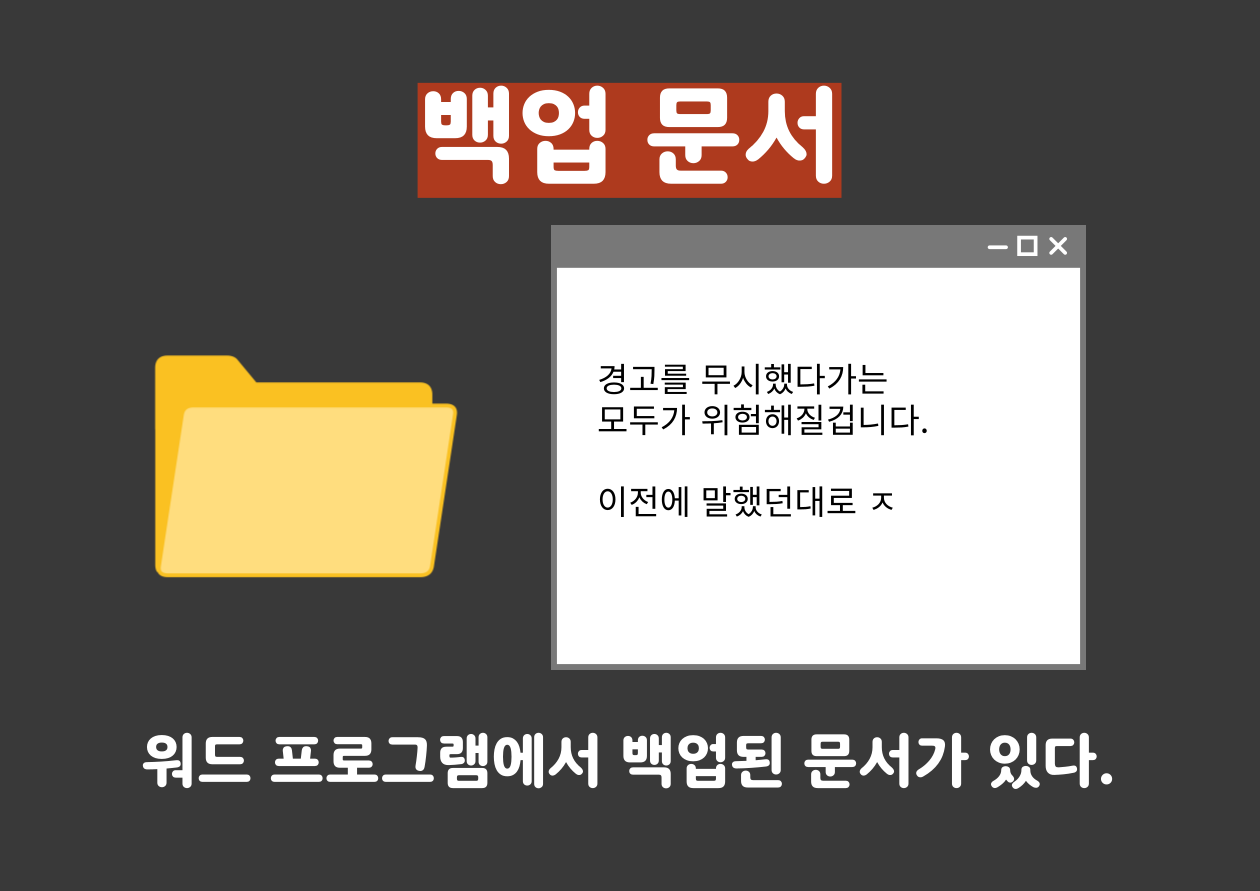 백업 문서
경고를 무시했다가는
모두가 위험해질겁니다.
이전에 말했던대로 ㅈ
워드 프로그램에서 백업된 문서가 있다.